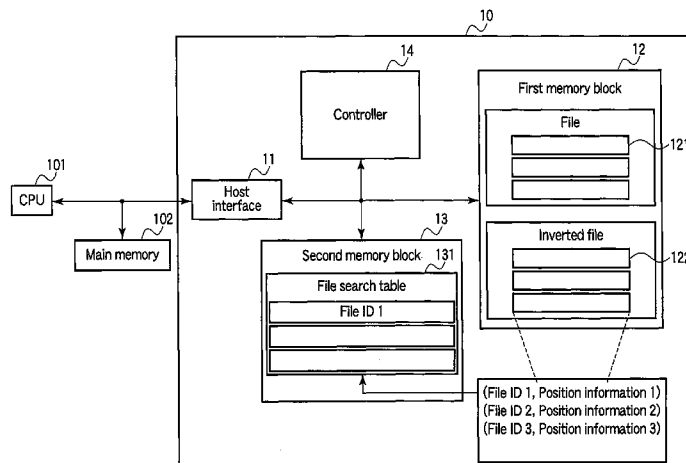 10
14
Controller
12
First memory block
File
121
Inverted file
122
101
CPU
11
Host
interface
102
Main memory
13
Second memory block
131
File search table
File ID 1
(File ID 1, Position information 1)
(File ID 2, Position information 2)
(File ID 3, Position information 3)